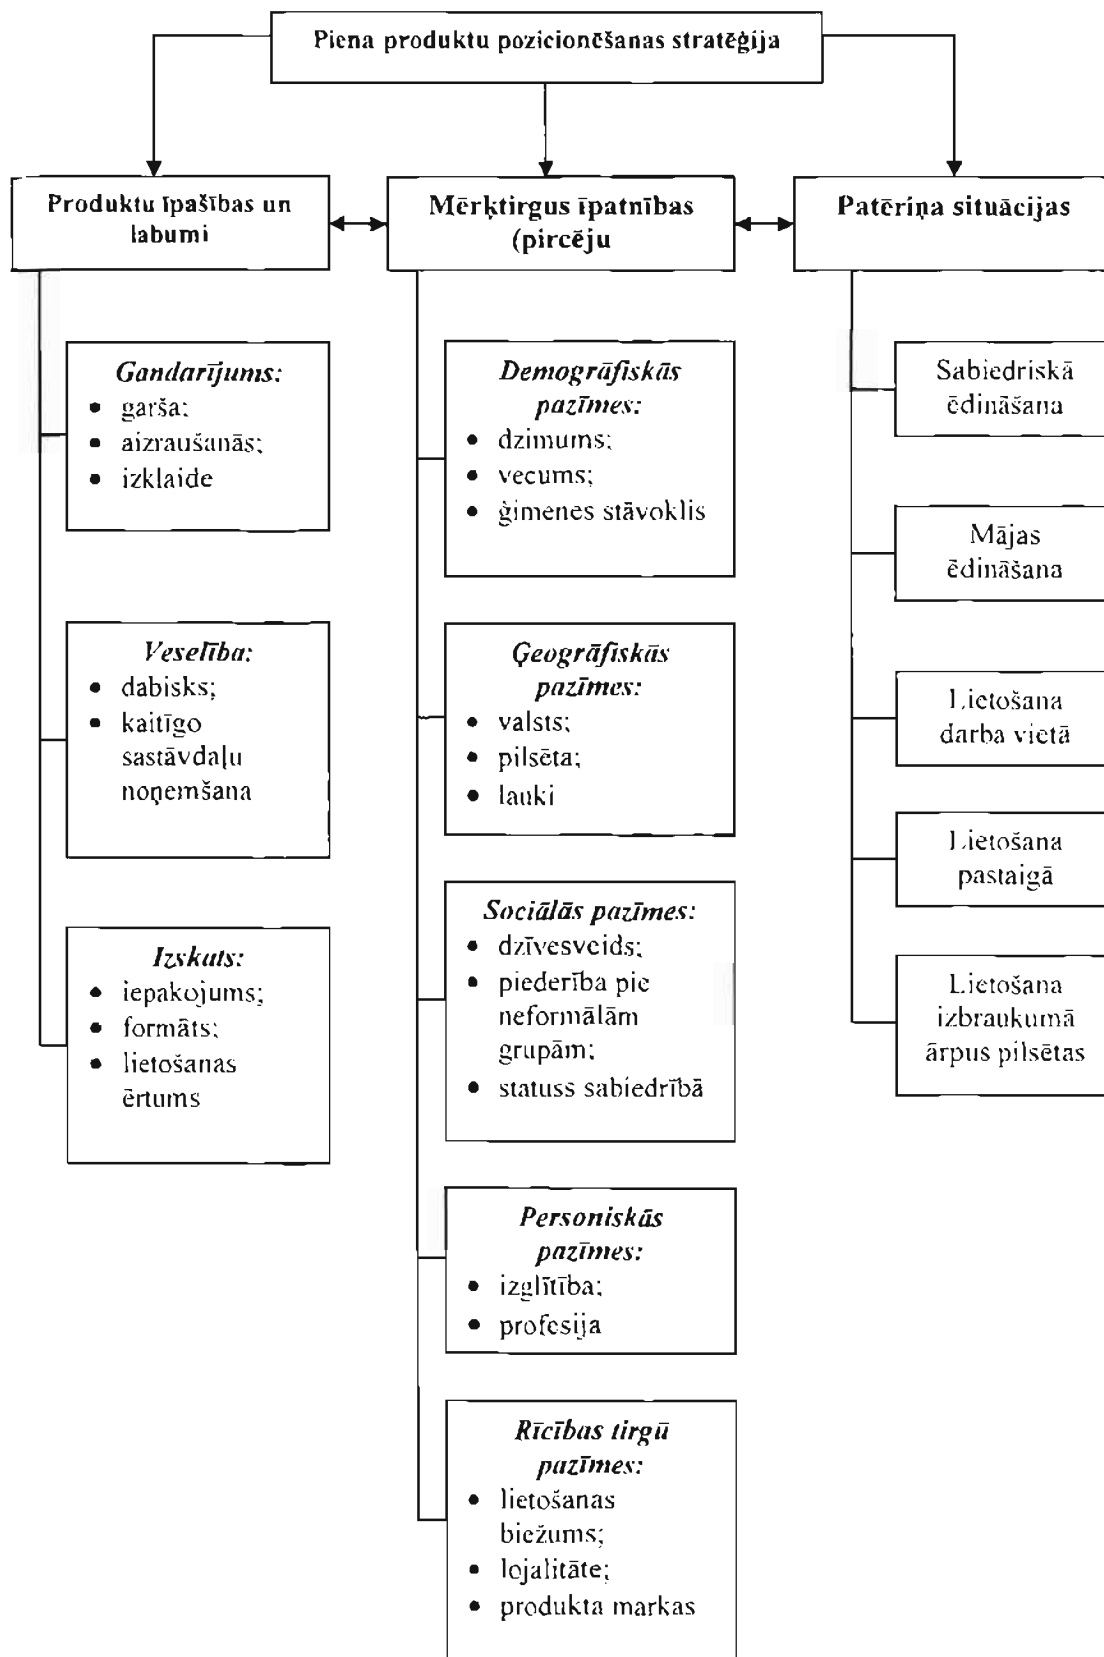 Piena produktu pozicionēšanas stratēģija
Produktu īpašības un
labumi
Mērķtirgus īpatnības
(pircēju
Patēriņa situācijas
Gandarījums:
• garša;
• aizraušanās;
• izklaide
Veselība:
• dabisks;
• kaitīgo
sastāvdaļu
noņemšana
Izskats:
• iepakojums;
• formāts;
• lietošanas
ērtums
Demogrāfiskās
pazīmes:
• dzimums;
• vecums;
• ģimenes stāvoklis
Ģeogrāfiskās
pazīmes:
• valsts;
• pilsēta;
• lauki
Sociālās pazīmes:
• dzīvesveids;
• piederība pie
neformālām
grupām;
• statuss sabiedrībā
Personiskās
pazīmes:
• izglītība;
• profesija
Rīcības tirgū
pazīmes:
• lietošanas
biežums;
• lojalitāte;
• produkta markas
Sabiedriskā
ēdināšana
Mājas
ēdināšana
Lietošana
darba vietā
Lietošana
pastaigā
Lietošana
izbraukumā
ārpus pilsētas